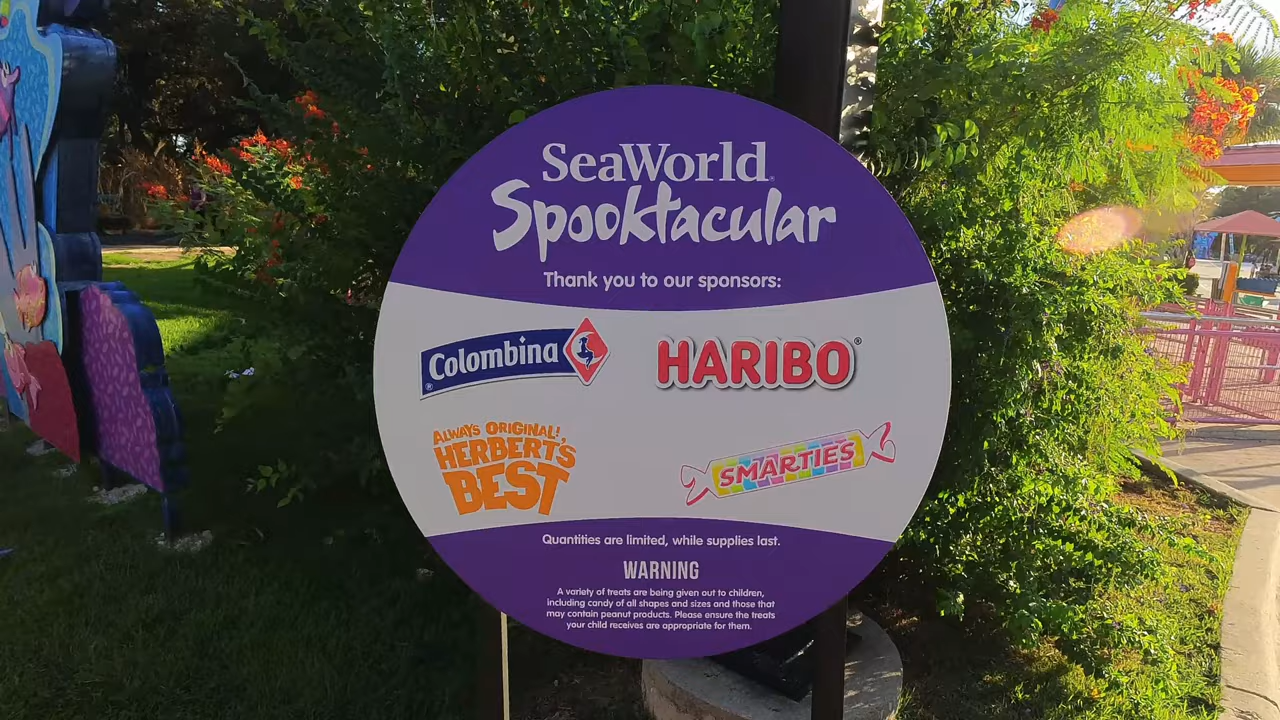 SeaWorld
Spooktacular
Thank you to our sponsors:
Colombina
HARIBO
ALWAYS ORIGINAL!
HERBERT'S
BEST
SMARTIES
Quantities are limited, while supplies last.
WARNING
A variety of treats are being given out to children,
including candy of all shapes and sizes and those that
may contain peanut products. Please ensure the treats
your child receives are appropriate for them.